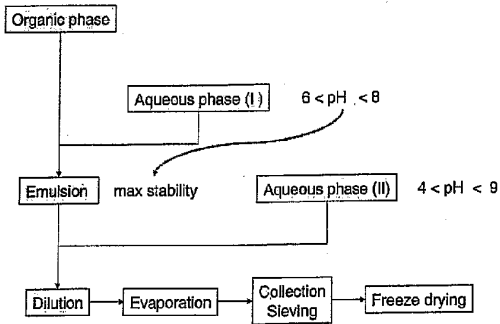 Organic phase
Aqueous phase (I)
6 < pH < 8
Emulsion
max stability
Aqueous phase (II)
4 < pH < 9
Dilution
Evaporation
Collection
Sieving
Freeze drying